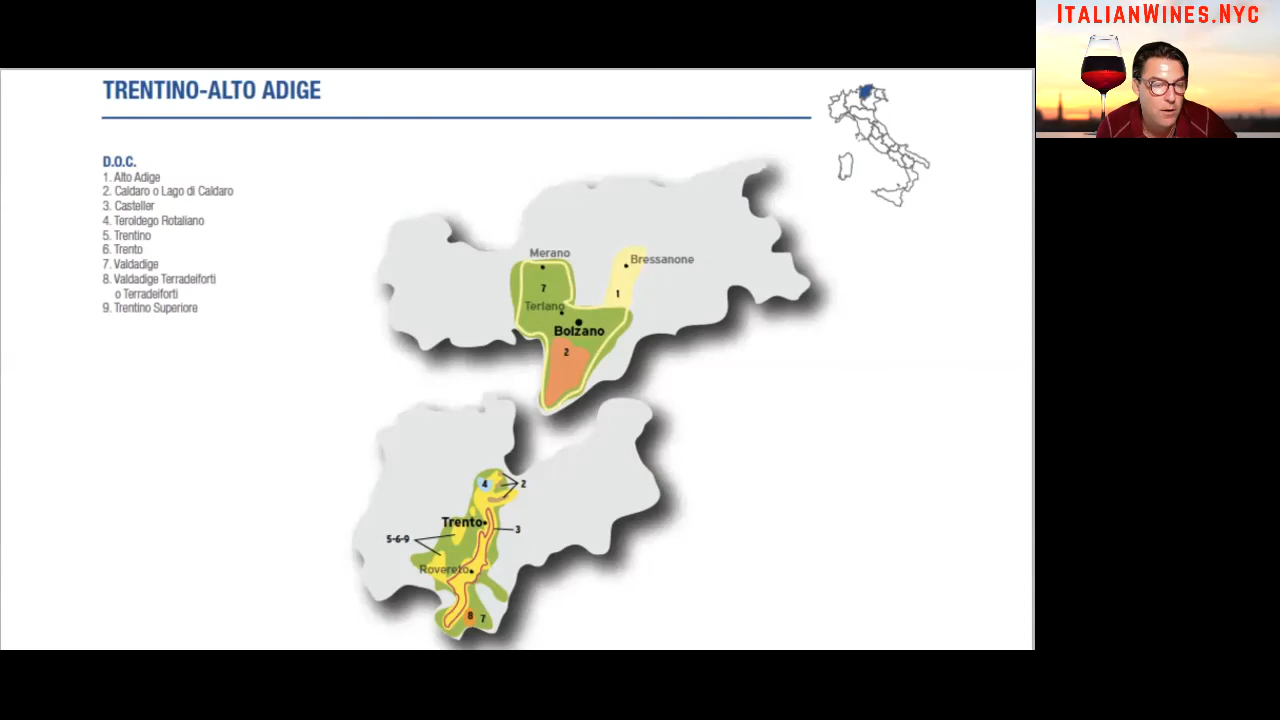 ITALIANWINES.NYC
TRENTINO-ALTO ADIGE
D.O.C.
1. Alto Adige
2. Caldaro o Lago di Caldaro
3. Casteller
4. Teroldego Rotaliano
5. Trentino
6. Trento
7. Valdadige
8. Valdadige Terradeiforti
o Terradeiforti
9. Trentino Superiore
Merano
Bressanone
7
1
Terlano
Bolzano
2
4
2
Trento
3
5-6-9
Rovereto
8
7